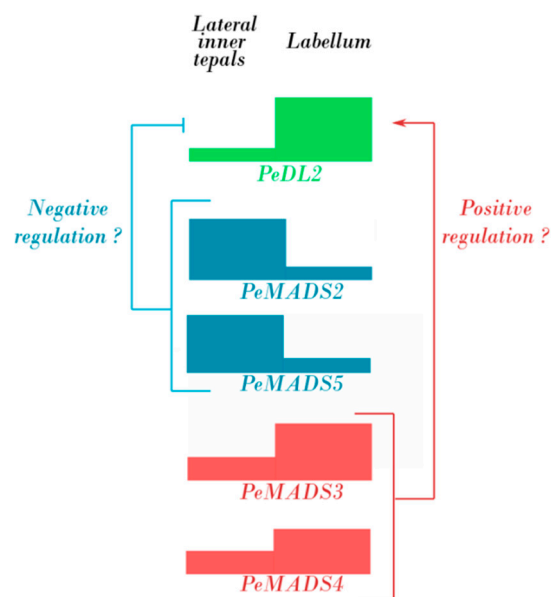 Lateral
inner
tepals
Labellum
PeDL2
Negative
regulation ?
Positive
regulation ?
PeMADS2
PeMADS5
PeMADS3
PeMADS4